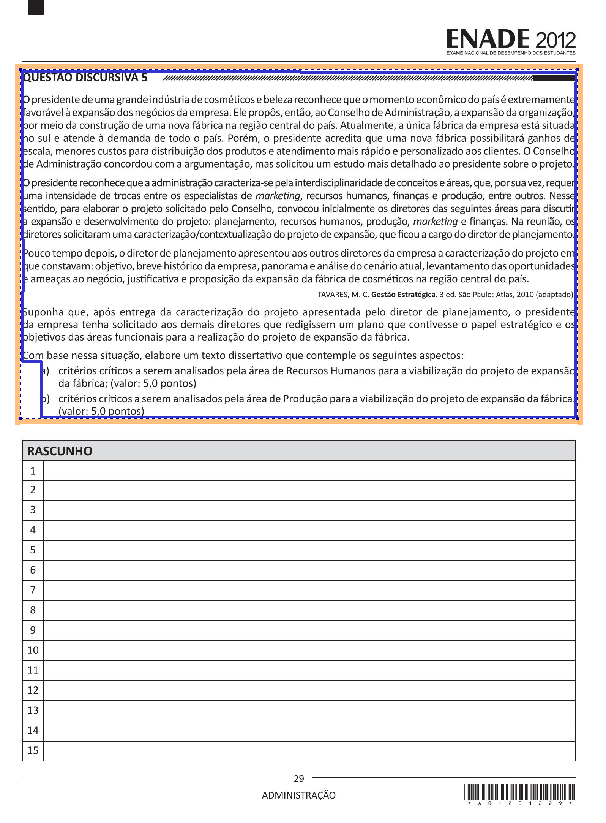 ENADE 2012
EXAME NACIONAL DE DESEMPENHO DOS ESTUDANTES
QUESTÃO DISCURSIVA 5
O presidente de uma grande indústria de cosméticos e beleza reconhece que o momento econômico do país é extremamente
favorável à expansão dos negócios da empresa. Ele propôs, então, ao Conselho de Administração, a expansão da organização,
por meio da construção de uma nova fábrica na região central do país. Atualmente, a única fábrica da empresa está situada
no sul e atende à demanda de todo o país. Porém, o presidente acredita que uma nova fábrica possibilitará ganhos de
escala, menores custos para distribuição dos produtos e atendimento mais rápido e personalizado aos clientes. O Conselho
de Administração concordou com a argumentação, mas solicitou um estudo mais detalhado ao presidente sobre o projeto.
O presidente reconhece que a administração caracteriza-se pela interdisciplinaridade de conceitos e áreas, que, por sua vez, requer
uma intensidade de trocas entre os especialistas de marketing, recursos humanos, finanças e produção, entre outros. Nesse
sentido, para elaborar o projeto solicitado pelo Conselho, convocou inicialmente os diretores das seguintes áreas para discutir
a expansão e desenvolvimento do projeto: planejamento, recursos humanos, produção, marketing e finanças. Na reunião, os
diretores solicitaram uma caracterização/contextualização do projeto de expansão, que ficou a cargo do diretor de planejamento.
Pouco tempo depois, o diretor de planejamento apresentou aos outros diretores da empresa a caracterização do projeto em
que constavam: objetivo, breve histórico da empresa, panorama e análise do cenário atual, levantamento das oportunidades
e ameaças ao negócio, justificativa e proposição da expansão da fábrica de cosméticos na região central do país.
TAVARES, M. C. Gestão Estratégica. 3 ed. São Paulo: Atlas, 2010 (adaptado)
Suponha que, após entrega da caracterização do projeto apresentada pelo diretor de planejamento, o presidente
da empresa tenha solicitado aos demais diretores que redigissem um plano que contivesse o papel estratégico e os
objetivos das áreas funcionais para a realização do projeto de expansão da fábrica.
Com base nessa situação, elabore um texto dissertativo que contemple os seguintes aspectos:
a) critérios críticos a serem analisados pela área de Recursos Humanos para a viabilização do projeto de expansão
da fábrica; (valor: 5,0 pontos)
b) critérios críticos a serem analisados pela área de Produção para a viabilização do projeto de expansão da fábrica.
(valor: 5,0 pontos)
RASCUNHO
1
2
3
4
5
6
7
8
9
10
11
12
13
14
15
29
ADMINISTRAÇÃO